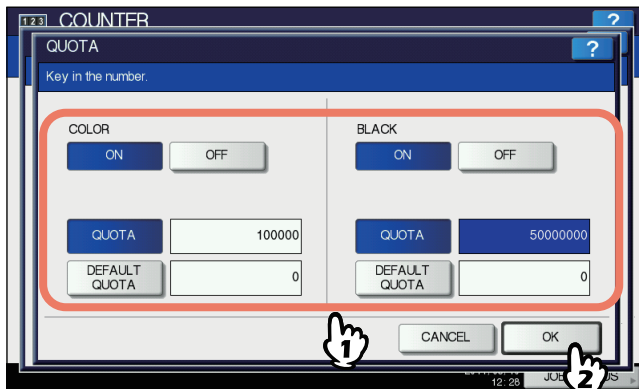 123 COUNTER ?
QUOTA ?
Key in the number.
COLOR
ON OFF
QUOTA 100000
DEFAULT
QUOTA 0
BLACK
ON OFF
QUOTA 50000000
DEFAULT
QUOTA 0
CANCEL OK
1
2
12: 28